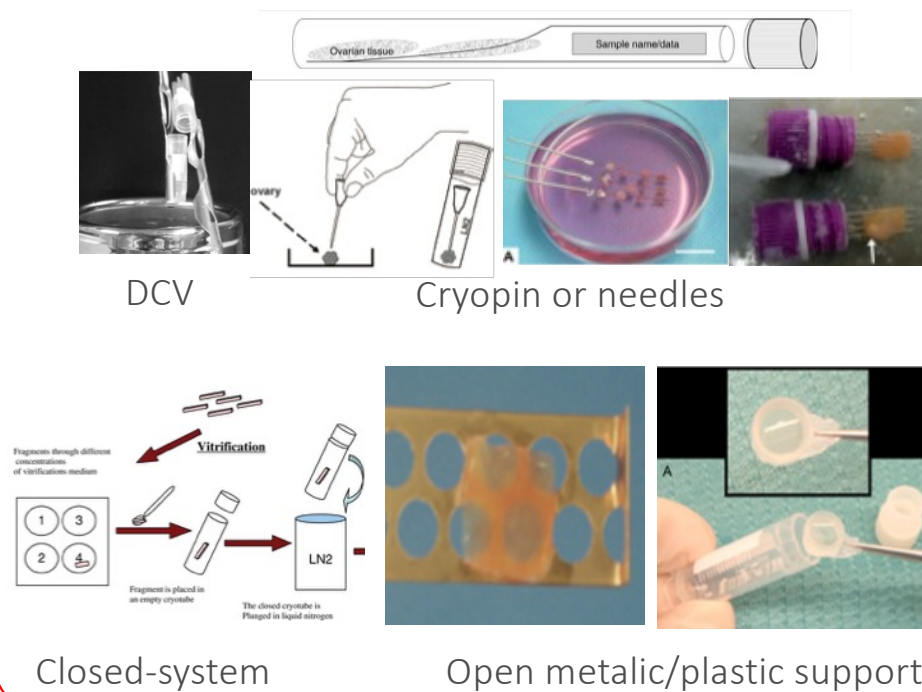 Ovarian tissue
Sample name/data
ovary
LN2
A
DCV
Cryopin or needles
Vitrification
Fragments through different
concentrations
of vitrifications medium
1
3
2
4
LN2
Fragment is placed in
an empty cryotube
The closed cryotube is
Plunged in liquid nitrogen
A
Closed-system
Open metalic/plastic support